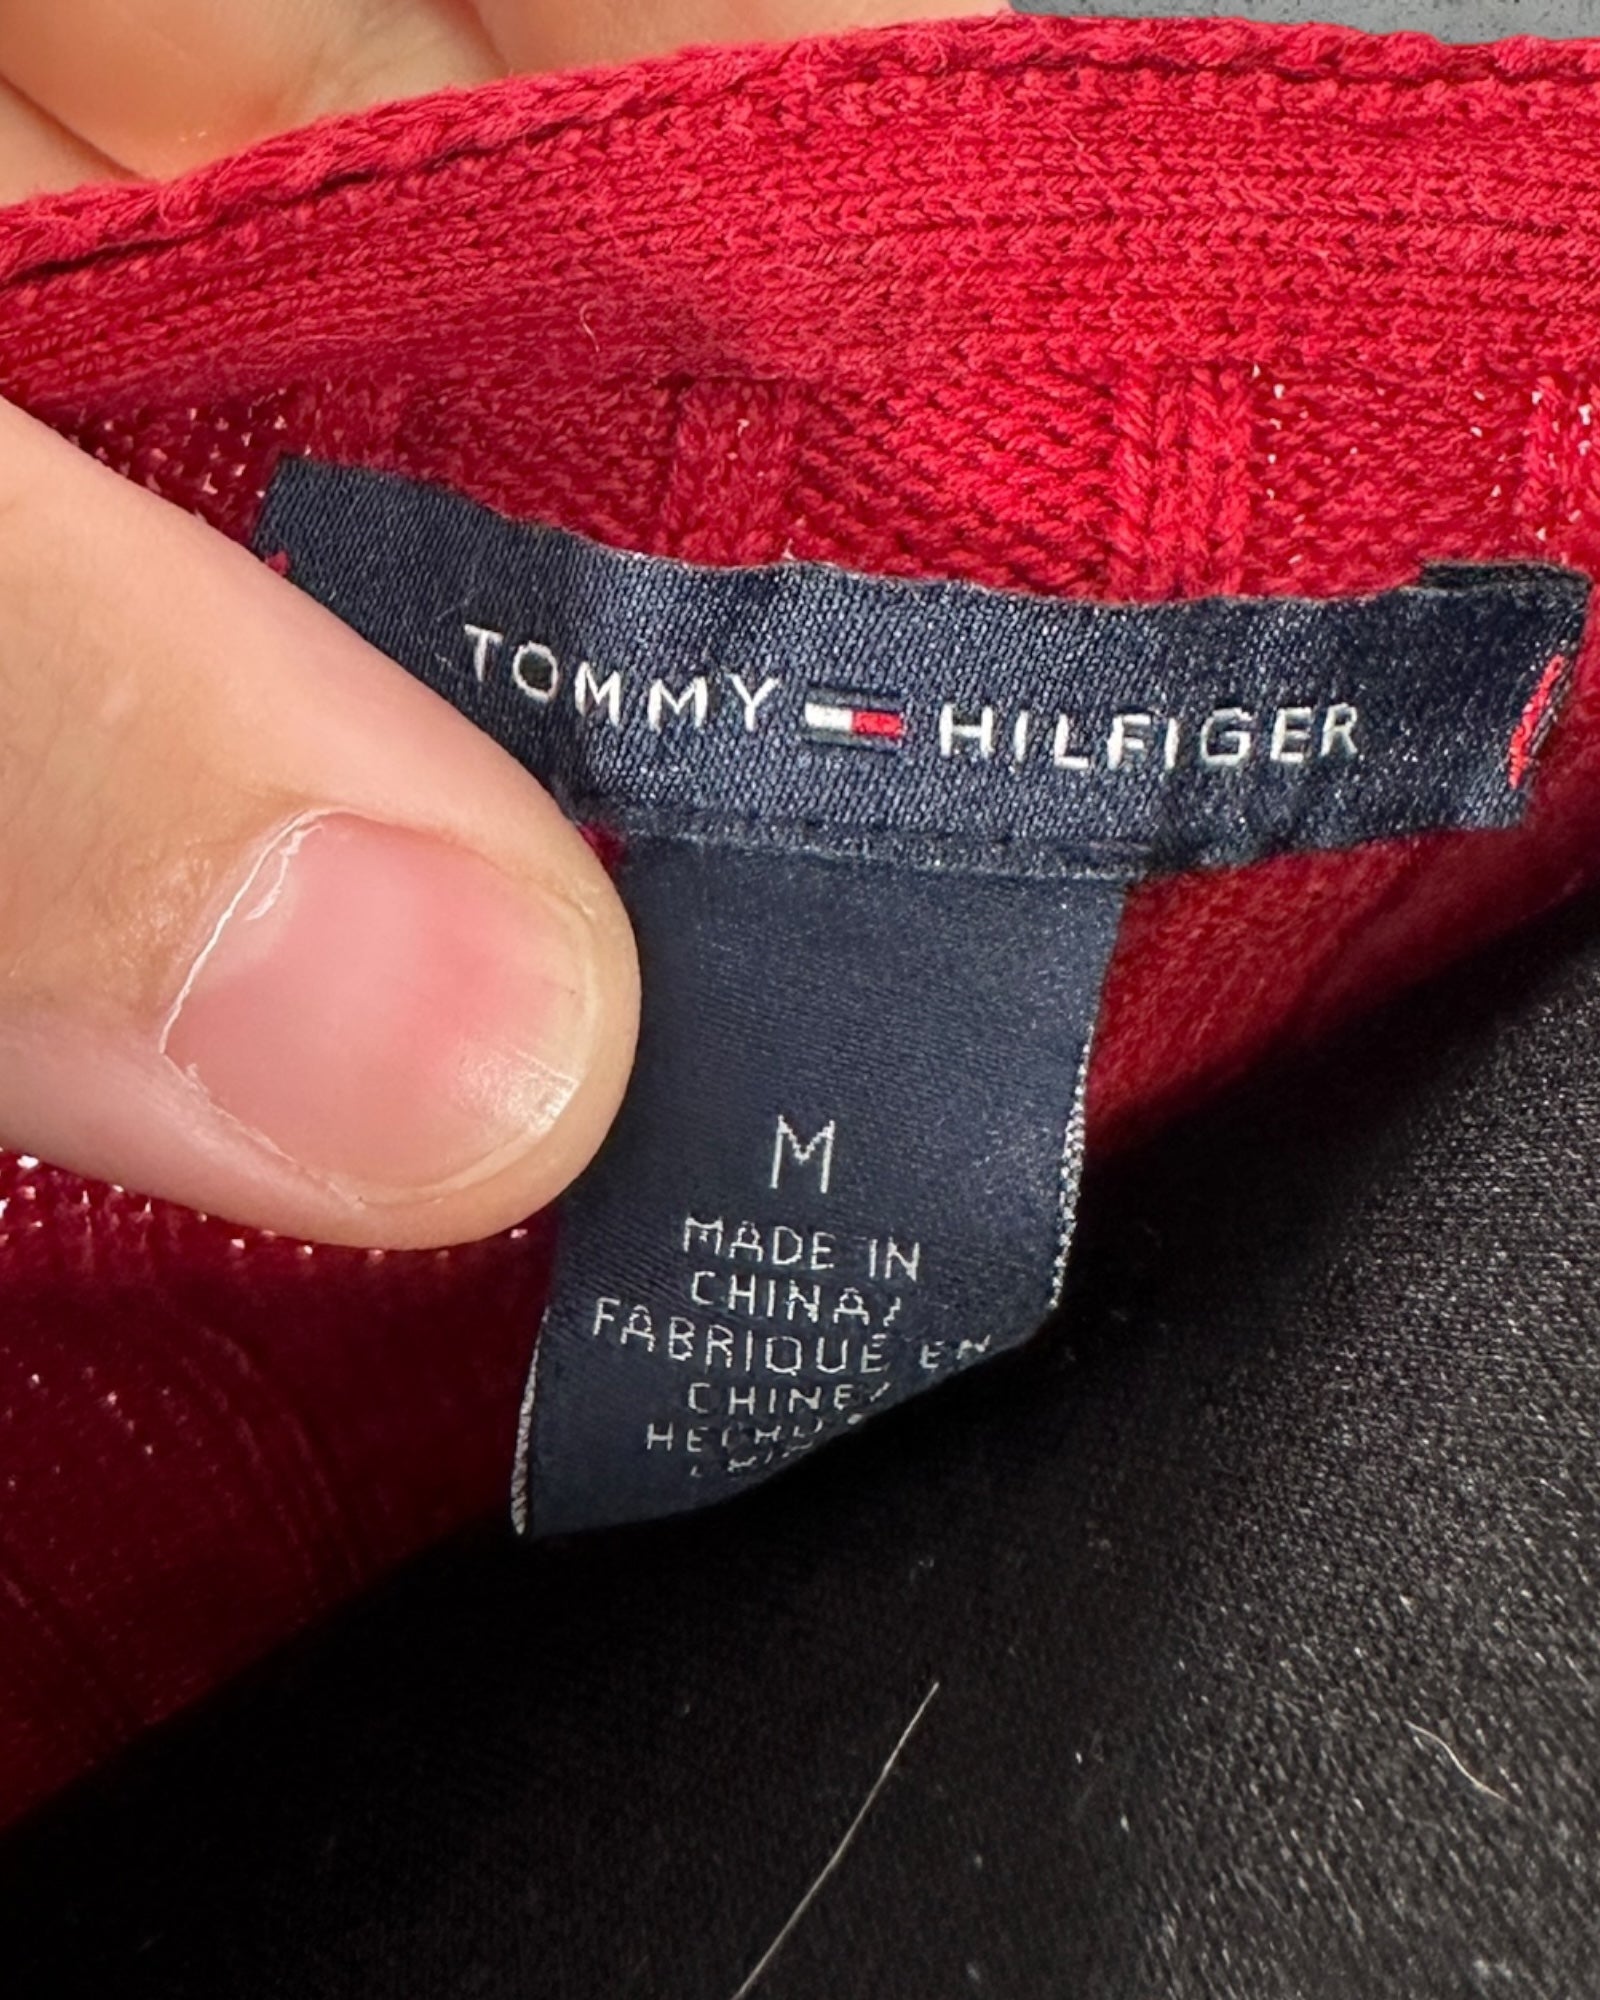 TOMMY HILFIGER
M
MADE IN
CHINA/
FABRIQUE EN
CHINE/